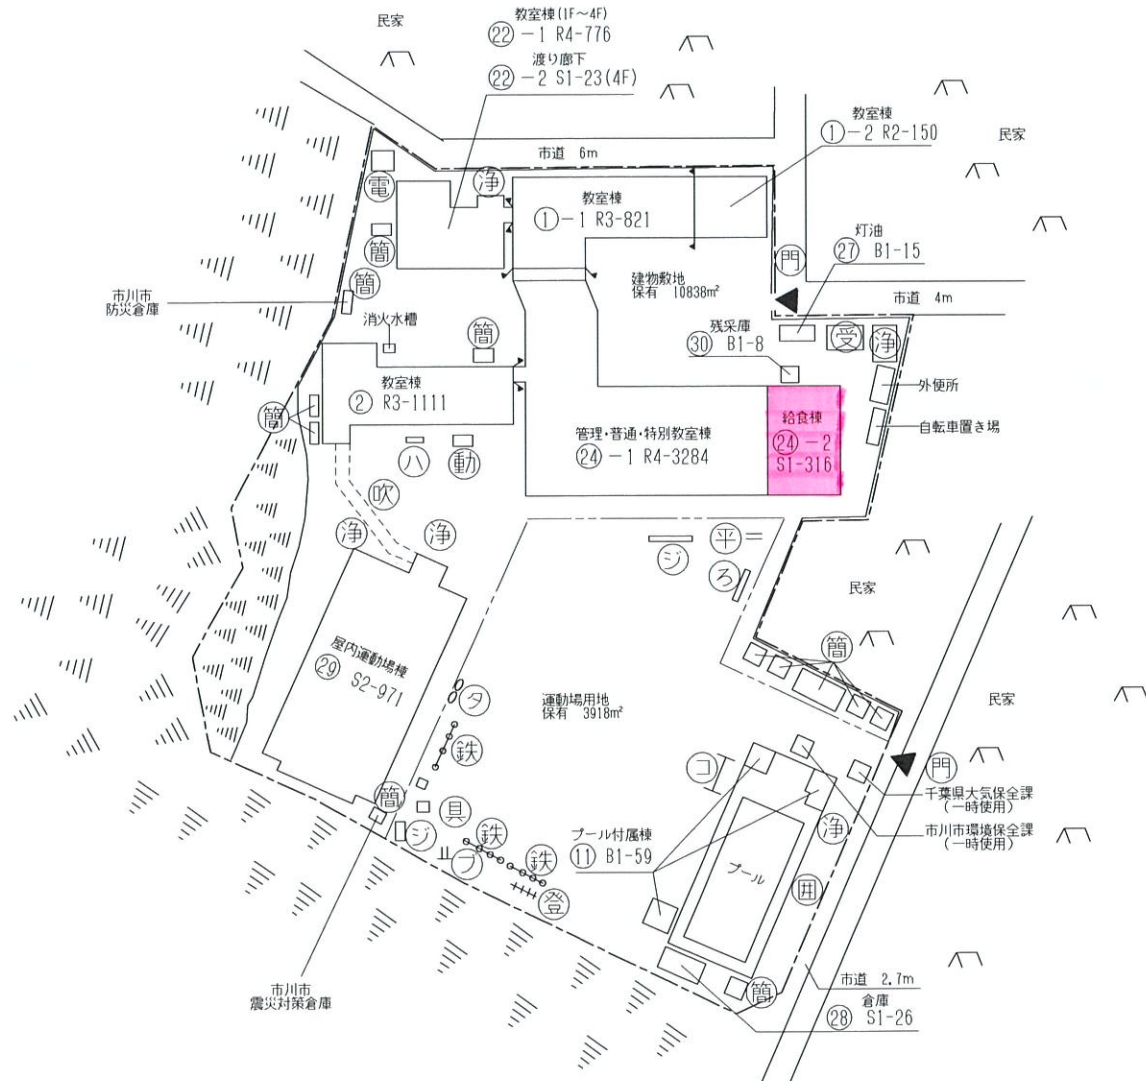 教室棟(1F～4F)
㉒－1 R4-776
渡り廊下
㉒－2 S1-23(4F)
民家
教室棟
①－2 R2-150
民家
市道 6m
電
浄
教室棟
①－1 R3-821
灯油
㉗ B1-15
簡
門
建物敷地
保有 10838㎡
市川市
防災倉庫
簡
市道 4m
消火水槽
簡
残菜庫
㉚ B1-8
受
浄
外便所
教室棟
② R3-1111
簡
給食棟
㉔－2
S1-316
自転車置き場
管理・普通・特別教室棟
㉔－1 R4-3284
ハ
動
吹
浄
浄
ジ
平
ろ
民家
屋内運動場棟
㉙ S2-971
簡
タ
運動場用地
保有 3918㎡
民家
鉄
コ
門
千葉県大気保全課
(一時使用)
市川市環境保全課
(一時使用)
簡
具
ジ
鉄
ブ
鉄
登
プール付属棟
⑪ B1-59
浄
プール
囲
市川市
震災対策倉庫
簡
市道 2.7m
倉庫
㉘ S1-26